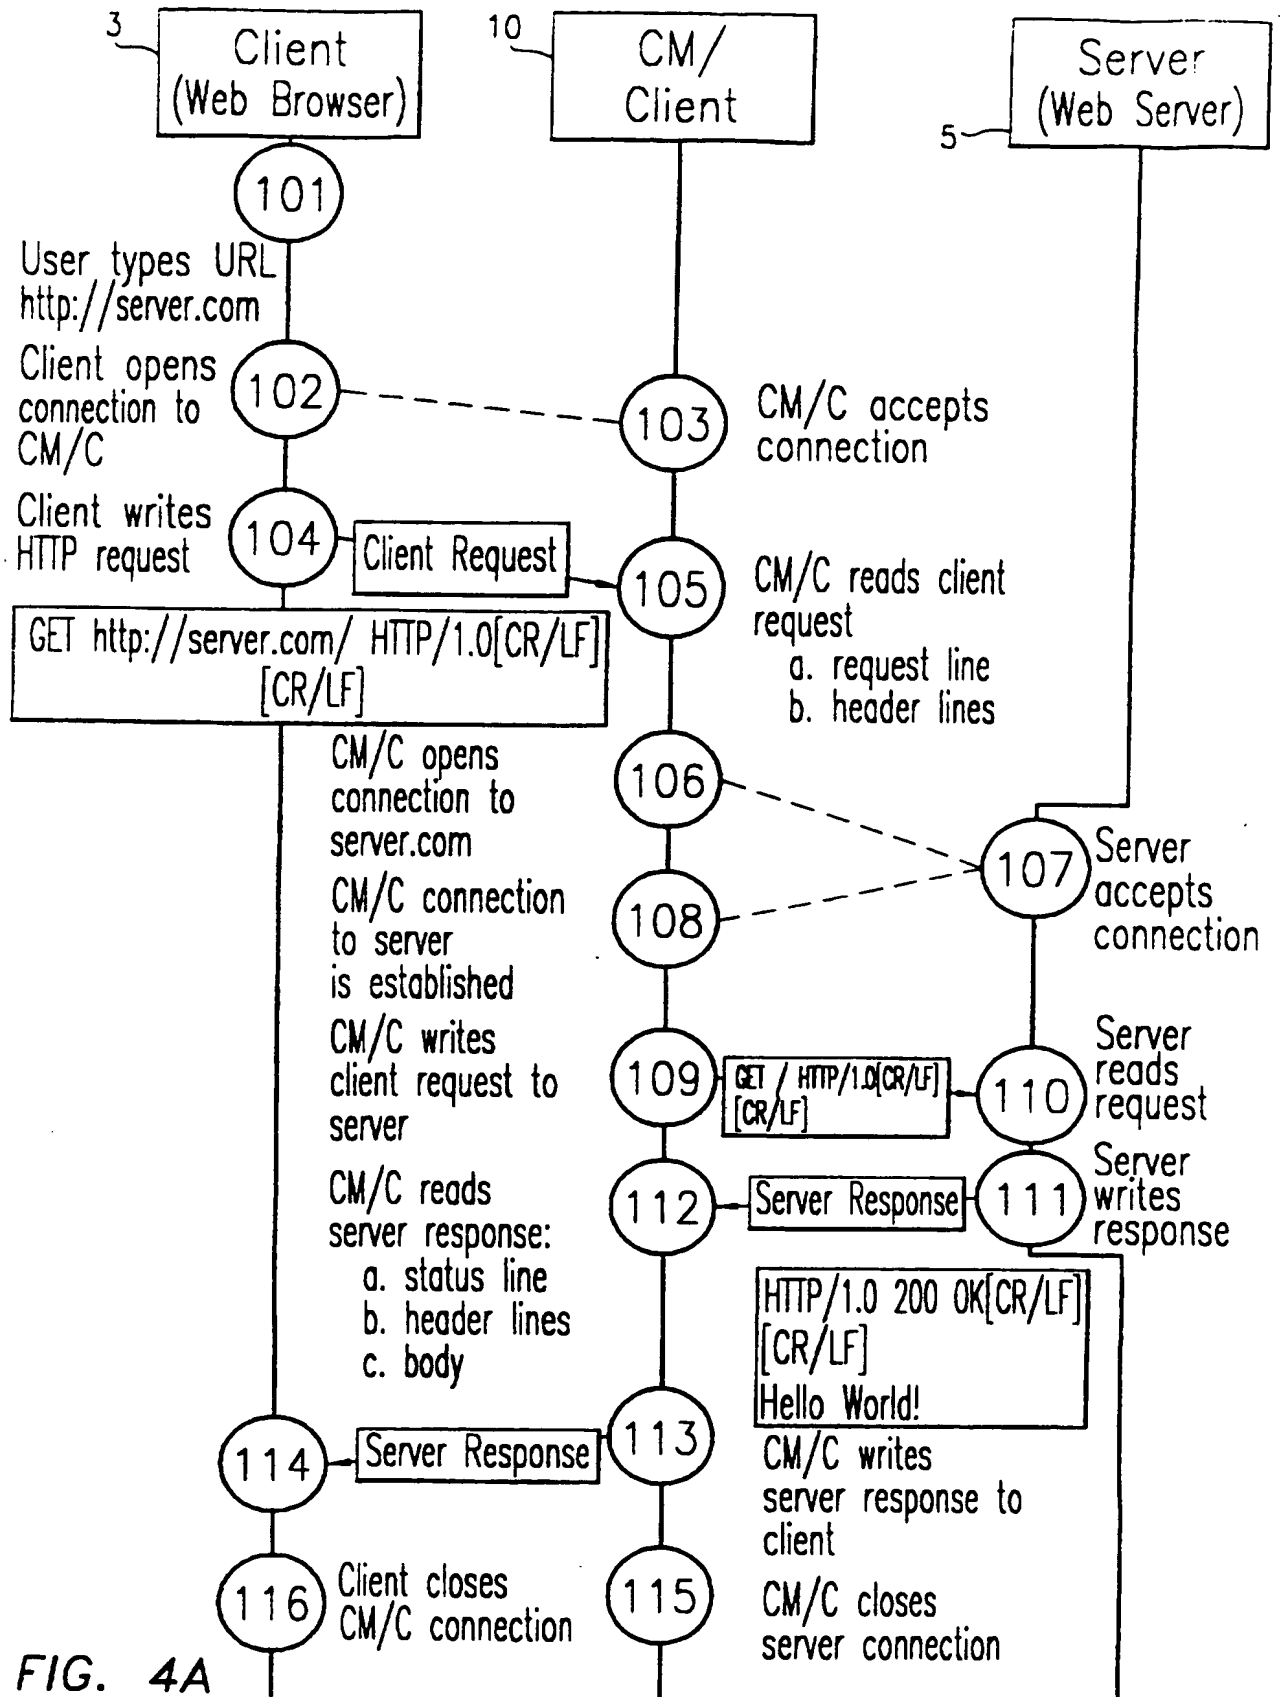 3
Client
(Web Browser)
10
CM/
Client
Server
(Web Server)
5
101
User types URL
http://server.com
Client opens
connection to
CM/C
102
103
CM/C accepts
connection
Client writes
HTTP request
104
Client Request
105
CM/C reads client
request
a. request line
b. header lines
GET http://server.com/ HTTP/1.0[CR/LF]
[CR/LF]
CM/C opens
connection to
server.com
106
107
Server
accepts
connection
CM/C connection
to server
is established
108
CM/C writes
client request to
server
109
GET / HTTP/1.0[CR/LF]
[CR/LF]
110
Server
reads
request
CM/C reads
server response:
a. status line
b. header lines
c. body
112
Server Response
111
Server
writes
response
HTTP/1.0 200 OK[CR/LF]
[CR/LF]
Hello World!
114
Server Response
113
CM/C writes
server response to
client
116
Client closes
CM/C connection
115
CM/C closes
server connection
FIG. 4A